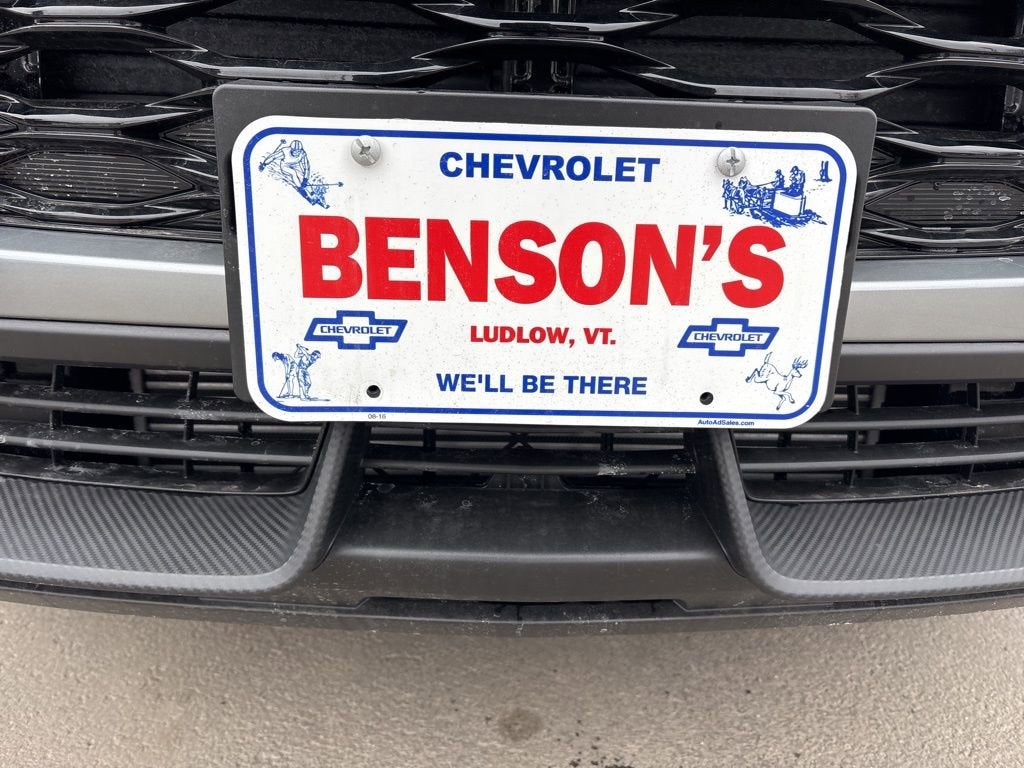 CHEVROLET
BENSON'S
CHEVROLET
LUDLOW, VT.
CHEVROLET
WE'LL BE THERE
08-16
AutoAdSales.com